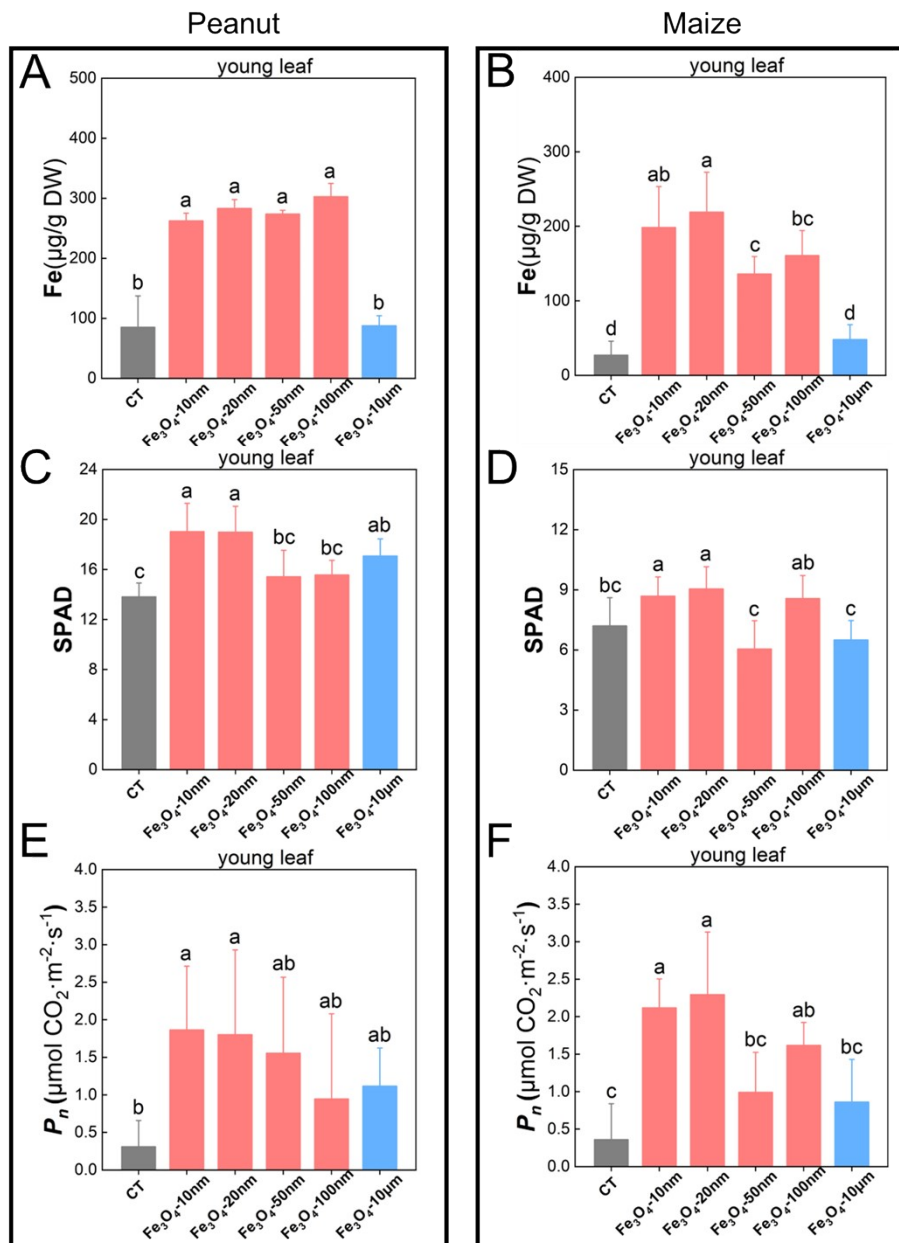 Peanut
Maize
A
young leaf
Fe(µg/g DW)
500
400
300
200
100
0
b
a
a
a
a
b
CT
Fe₃O₄-10nm
Fe₃O₄-20nm
Fe₃O₄-50nm
Fe₃O₄-100nm
Fe₃O₄-10µm
B
young leaf
Fe(µg/g DW)
400
300
200
100
0
d
ab
a
c
bc
d
CT
Fe₃O₄-10nm
Fe₃O₄-20nm
Fe₃O₄-50nm
Fe₃O₄-100nm
Fe₃O₄-10µm
C
young leaf
SPAD
24
20
16
12
8
4
0
c
a
a
bc
bc
ab
CT
Fe₃O₄-10nm
Fe₃O₄-20nm
Fe₃O₄-50nm
Fe₃O₄-100nm
Fe₃O₄-10µm
D
young leaf
SPAD
15
12
9
6
3
0
bc
a
a
c
ab
c
CT
Fe₃O₄-10nm
Fe₃O₄-20nm
Fe₃O₄-50nm
Fe₃O₄-100nm
Fe₃O₄-10µm
E
young leaf
Pₙ (µmol CO₂·m⁻²·s⁻¹)
4.0
3.5
3.0
2.5
2.0
1.5
1.0
0.5
0.0
b
a
a
ab
ab
ab
CT
Fe₃O₄-10nm
Fe₃O₄-20nm
Fe₃O₄-50nm
Fe₃O₄-100nm
Fe₃O₄-10µm
F
young leaf
Pₙ (µmol CO₂·m⁻²·s⁻¹)
4.0
3.5
3.0
2.5
2.0
1.5
1.0
0.5
0.0
c
a
a
bc
ab
bc
CT
Fe₃O₄-10nm
Fe₃O₄-20nm
Fe₃O₄-50nm
Fe₃O₄-100nm
Fe₃O₄-10µm